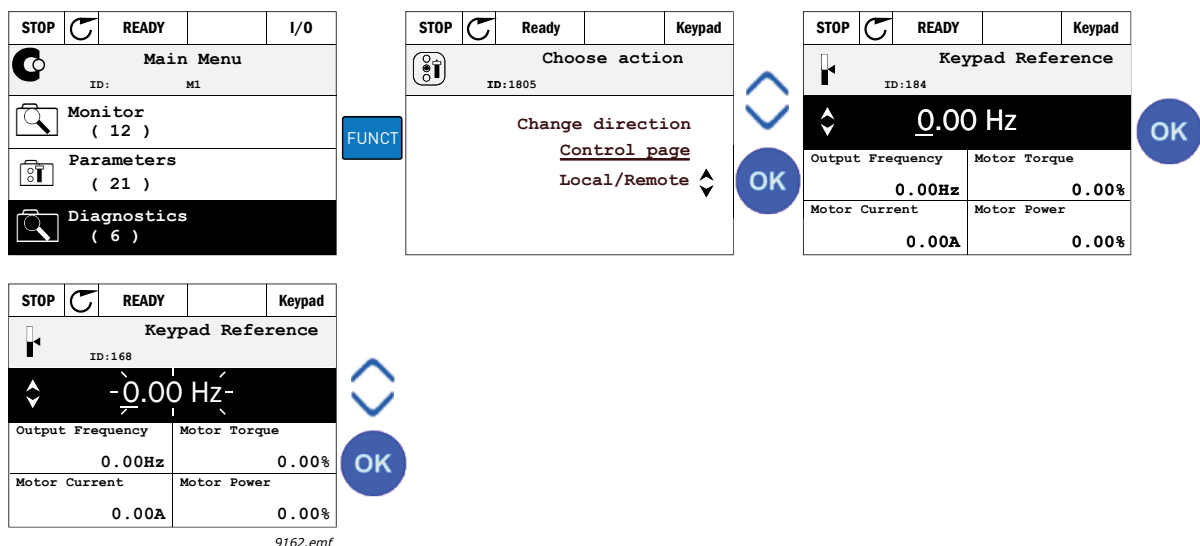 STOP READY I/O
Main Menu
ID: M1
Monitor
( 12 )
Parameters
( 21 )
Diagnostics
( 6 )
FUNCT
STOP Ready Keypad
Choose action
ID:1805
Change direction
Control page
Local/Remote
OK
STOP READY Keypad
Keypad Reference
ID:184
0.00 Hz
Output Frequency Motor Torque
0.00Hz 0.00%
Motor Current Motor Power
0.00A 0.00%
OK
STOP READY Keypad
Keypad Reference
ID:168
0.00 Hz
Output Frequency Motor Torque
0.00Hz 0.00%
Motor Current Motor Power
0.00A 0.00%
OK
9162.emf